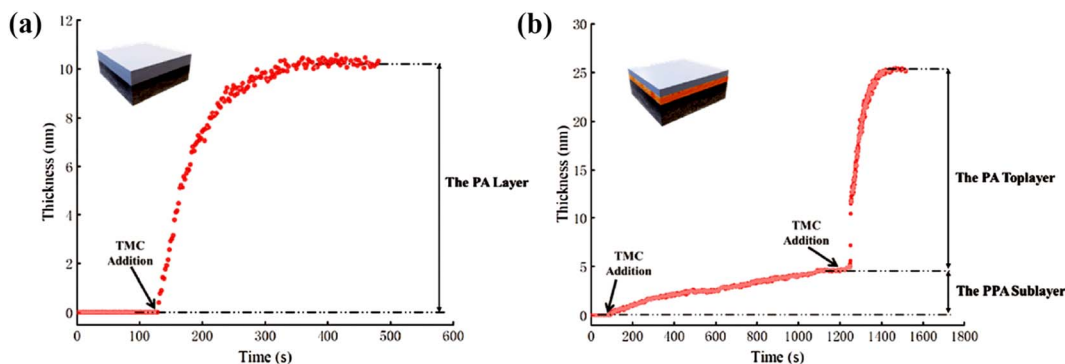 (a)
12
10
8
6
4
2
0
Thickness (nm)
TMC
Addition
The PA Layer
0 100 200 300 400 500 600
Time (s)
(b)
30
25
20
15
10
5
0
Thickness (nm)
TMC
Addition
TMC
Addition
The PA Toplayer
The PPA Sublayer
0 200 400 600 800 1000 1200 1400 1600 1800
Time (s)